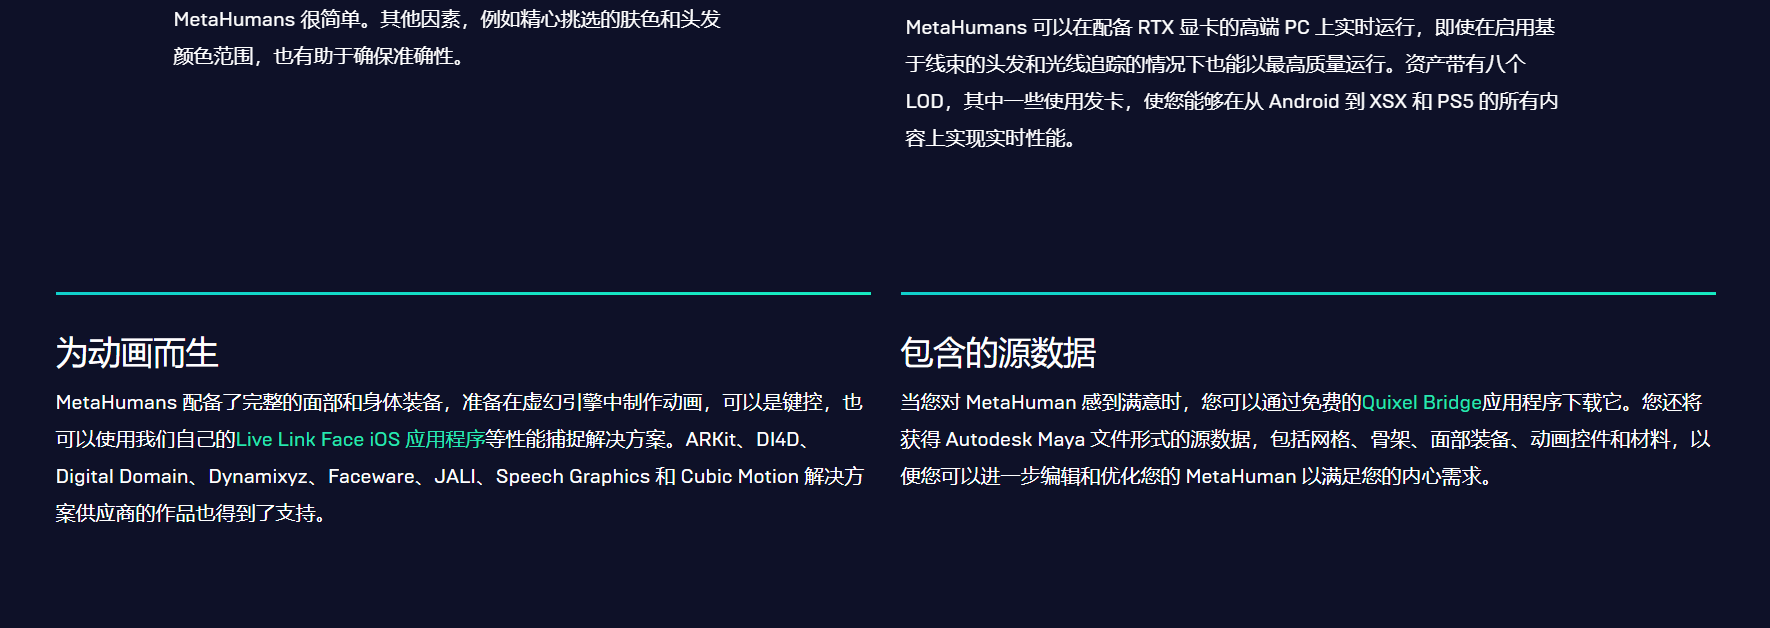 MetaHumans 很简单。其他因素，例如精心挑选的肤色和头发
颜色范围，也有助于确保准确性。
MetaHumans 可以在配备 RTX 显卡的高端 PC 上实时运行，即使在启用基
于线束的头发和光线追踪的情况下也能以最高质量运行。资产带有八个
LOD，其中一些使用发卡，使您能够在从 Android 到 XSX 和 PS5 的所有内
容上实现实时性能。
为动画而生
MetaHumans 配备了完整的面部和身体装备，准备在虚幻引擎中制作动画，可以是键控，也
可以使用我们自己的Live Link Face iOS 应用程序等性能捕捉解决方案。ARKit、DI4D、
Digital Domain、Dynamixyz、Faceware、JALI、Speech Graphics 和 Cubic Motion 解决方
案供应商的作品也得到了支持。
包含的源数据
当您对 MetaHuman 感到满意时，您可以通过免费的Quixel Bridge应用程序下载它。您还将
获得 Autodesk Maya 文件形式的源数据，包括网格、骨架、面部装备、动画控件和材料，以
便您可以进一步编辑和优化您的 MetaHuman 以满足您的内心需求。